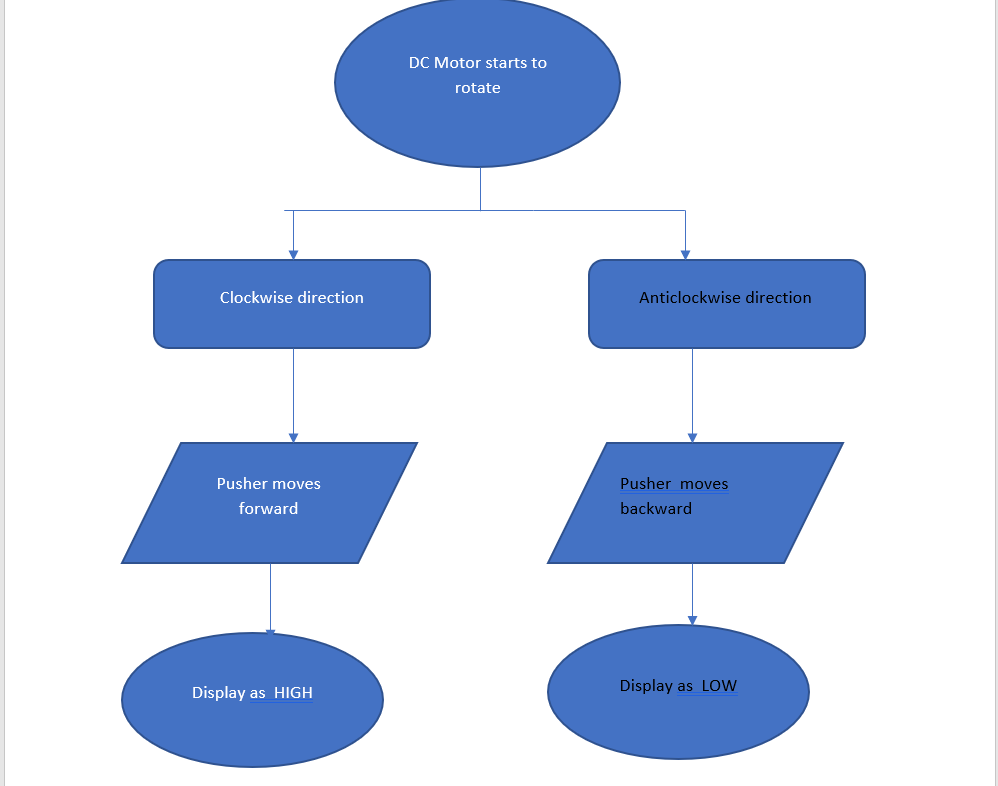 DC Motor starts to
rotate
Clockwise direction
Anticlockwise direction
Pusher moves
forward
Pusher  moves
backward
Display as  HIGH
Display as  LOW